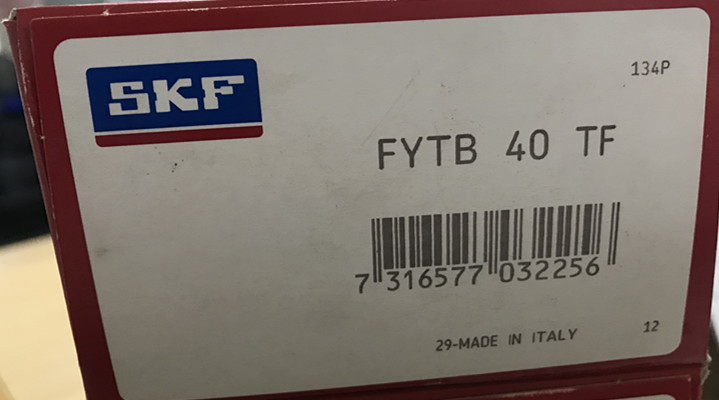 SKF
134P
FYTB 40 TF
7 316577 032256
29-MADE IN ITALY
12